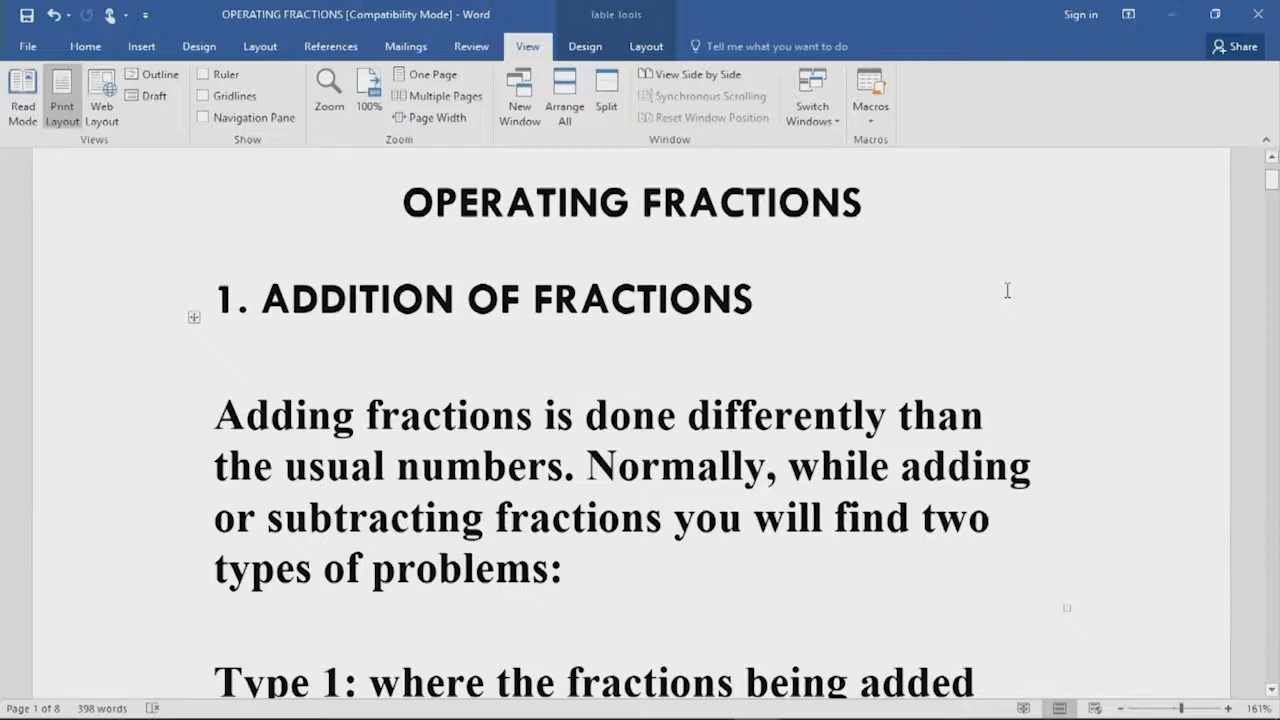 OPERATING FRACTIONS [Compatibility Mode] - Word
Table Tools
Sign in
File Home Insert Design Layout References Mailings Review View Design Layout Tell me what you want to do Share
Read Mode
Print Layout
Web Layout
Outline
Draft
Views
Ruler
Gridlines
Navigation Pane
Show
Zoom
100%
One Page
Multiple Pages
Page Width
Zoom
New Window
Arrange All
Split
View Side by Side
Synchronous Scrolling
Reset Window Position
Window
Switch Windows
Macros
Macros
OPERATING FRACTIONS
1. ADDITION OF FRACTIONS
Adding fractions is done differently than
the usual numbers. Normally, while adding
or subtracting fractions you will find two
types of problems:
Type 1: where the fractions being added
Page 1 of 8 398 words 161%